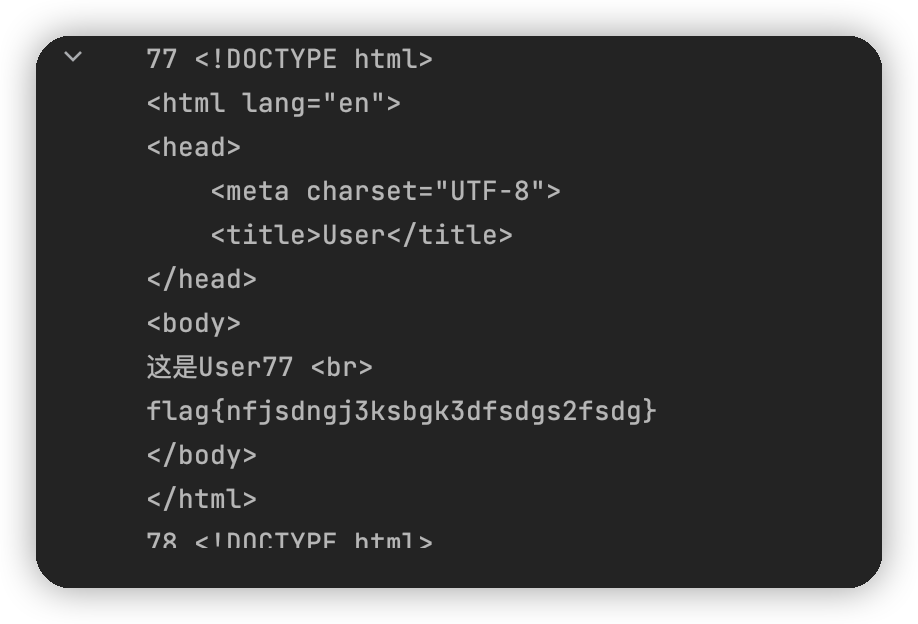 77 <!DOCTYPE html>
<html lang="en">
<head>
    <meta charset="UTF-8">
    <title>User</title>
</head>
<body>
这是User77 <br>
flag{nfjsdngj3ksbgk3dfsdgs2fsdg}
</body>
</html>
78 <!DOCTYPE html>